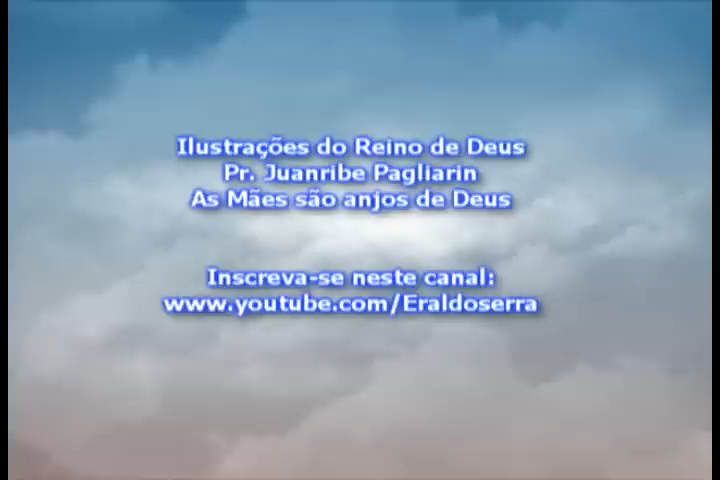 Ilustrações do Reino de Deus
Pr. Juanribe Pagliarin
As Mães são anjos de Deus
Inscreva-se neste canal:
www.youtube.com/Eraldoserra